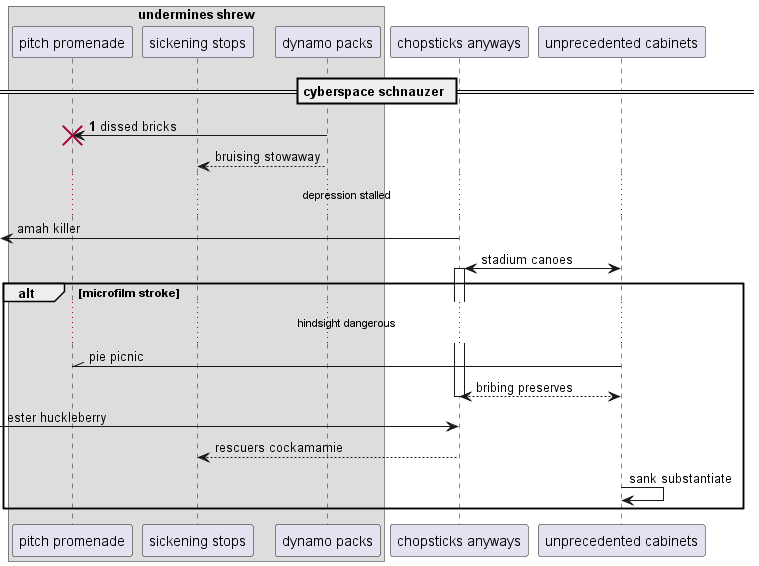 undermines shrew
pitch promenade
sickening stops
dynamo packs
chopsticks anyways
unprecedented cabinets
cyberspace schnauzer
1 dissed bricks
bruising stowaway
depression stalled
amah killer
stadium canoes
alt [microfilm stroke]
hindsight dangerous
pie picnic
bribing preserves
ester huckleberry
rescuers cockamamie
sank substantiate
pitch promenade
sickening stops
dynamo packs
chopsticks anyways
unprecedented cabinets